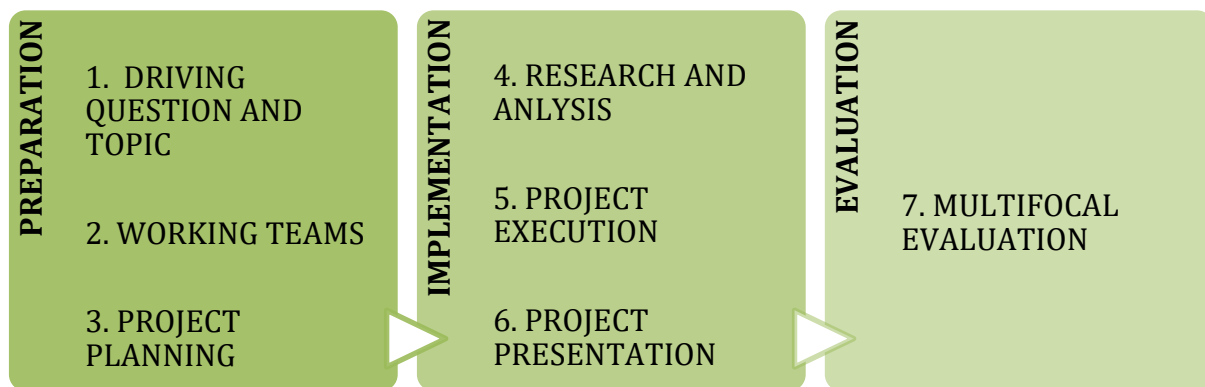 PREPARATION
1. DRIVING
QUESTION AND
TOPIC
2. WORKING TEAMS
3. PROJECT
PLANNING
IMPLEMENTATION
4. RESEARCH AND
ANLYSIS
5. PROJECT
EXECUTION
6. PROJECT
PRESENTATION
EVALUATION
7. MULTIFOCAL
EVALUATION